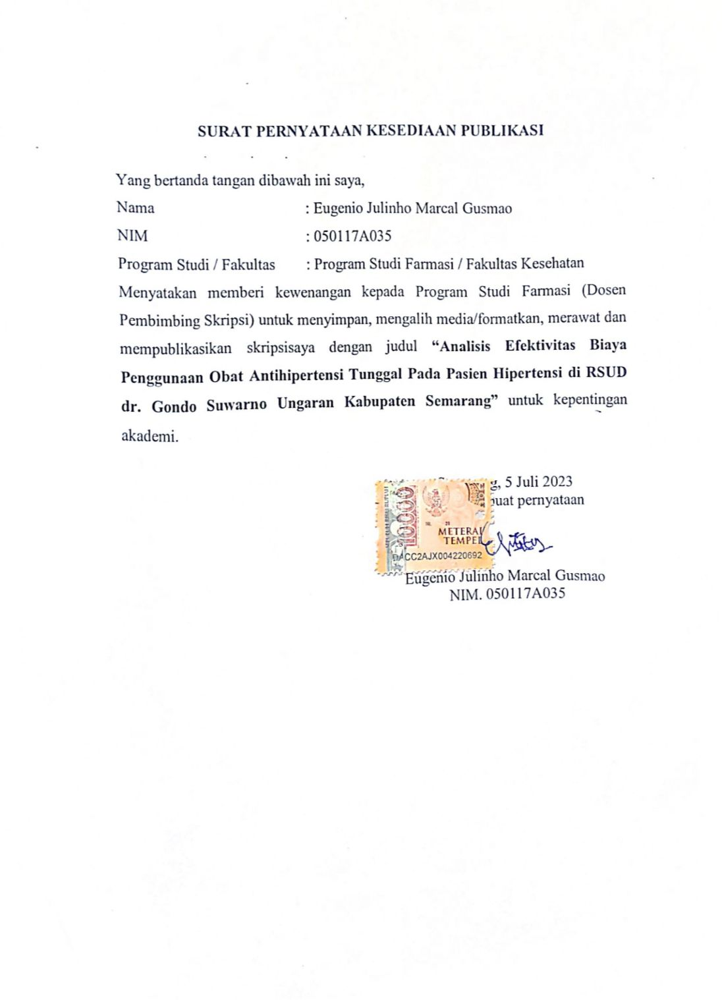 SURAT PERNYATAAN KESEDIAAN PUBLIKASI
Yang bertanda tangan dibawah ini saya,
Nama : Eugenio Julinho Marcal Gusmao
NIM : 050117A035
Program Studi / Fakultas : Program Studi Farmasi / Fakultas Kesehatan
Menyatakan memberi kewenangan kepada Program Studi Farmasi (Dosen
Pembimbing Skripsi) untuk menyimpan, mengalih media/formatkan, merawat dan
mempublikasikan skripsisaya dengan judul “Analisis Efektivitas Biaya
Penggunaan Obat Antihipertensi Tunggal Pada Pasien Hipertensi di RSUD
dr. Gondo Suwarno Ungaran Kabupaten Semarang” untuk kepentingan
akademi.
g, 5 Juli 2023
uat pernyataan
10000
METERAI
TEMPEL
DACC2AJX004220692
Eugenio Julinho Marcal Gusmao
NIM. 050117A035